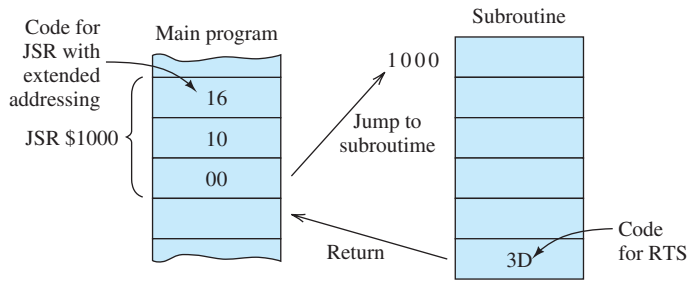 Code for
JSR with
extended
addressing
Main program
Subroutine
1000
16
JSR $1000
10
00
Jump to
subroutime
Return
3D
Code
for RTS